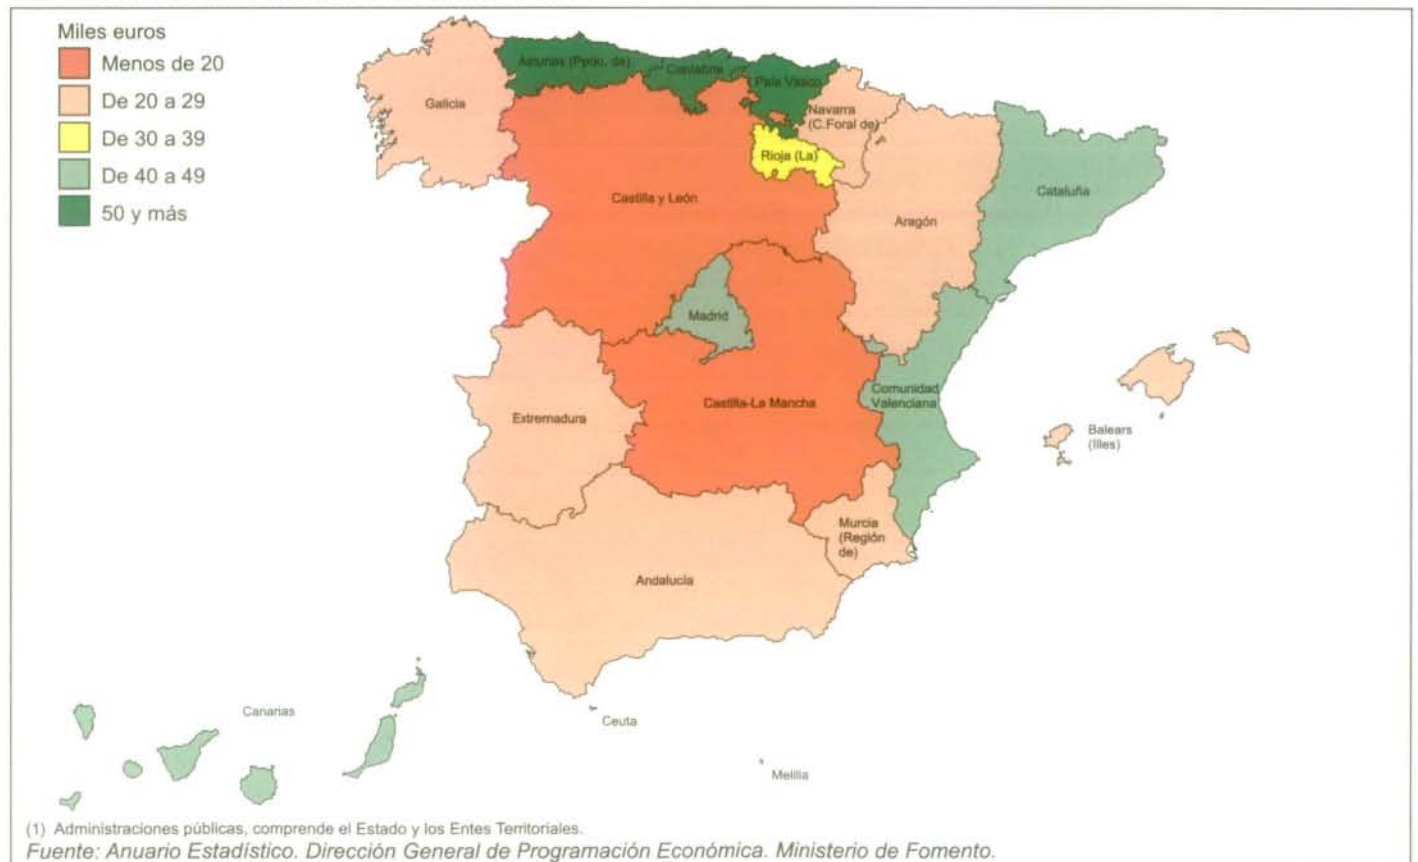 Miles euros
Menos de 20
De 20 a 29
De 30 a 39
De 40 a 49
50 y más
Asturias (Ppdo. de)
Cantabria
País Vasco
Galicia
Navarra
(C.Foral de)
Rioja (La)
Castilla y León
Cataluña
Aragón
Madrid
Comunidad
Valenciana
Castilla-La Mancha
Extremadura
Balears
(Illes)
Murcia
(Región
de)
Andalucía
Canarias
Ceuta
Melilla
(1) Administraciones públicas, comprende el Estado y los Entes Territoriales.
Fuente: Anuario Estadístico. Dirección General de Programación Económica. Ministerio de Fomento.